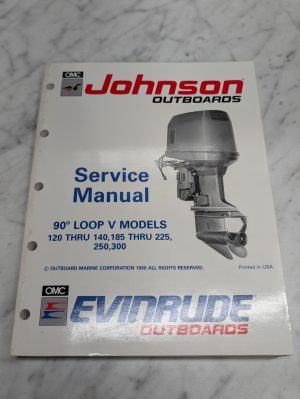 OMC
Johnson
OUTBOARDS
Service
Manual
90° LOOP V MODELS
120 THRU 140,185 THRU 225,
250,300
© OUTBOARD MARINE CORPORATION 1990 ALL RIGHTS RESERVED.
Printed in USA
OMC
EVINRUDE
OUTBOARDS